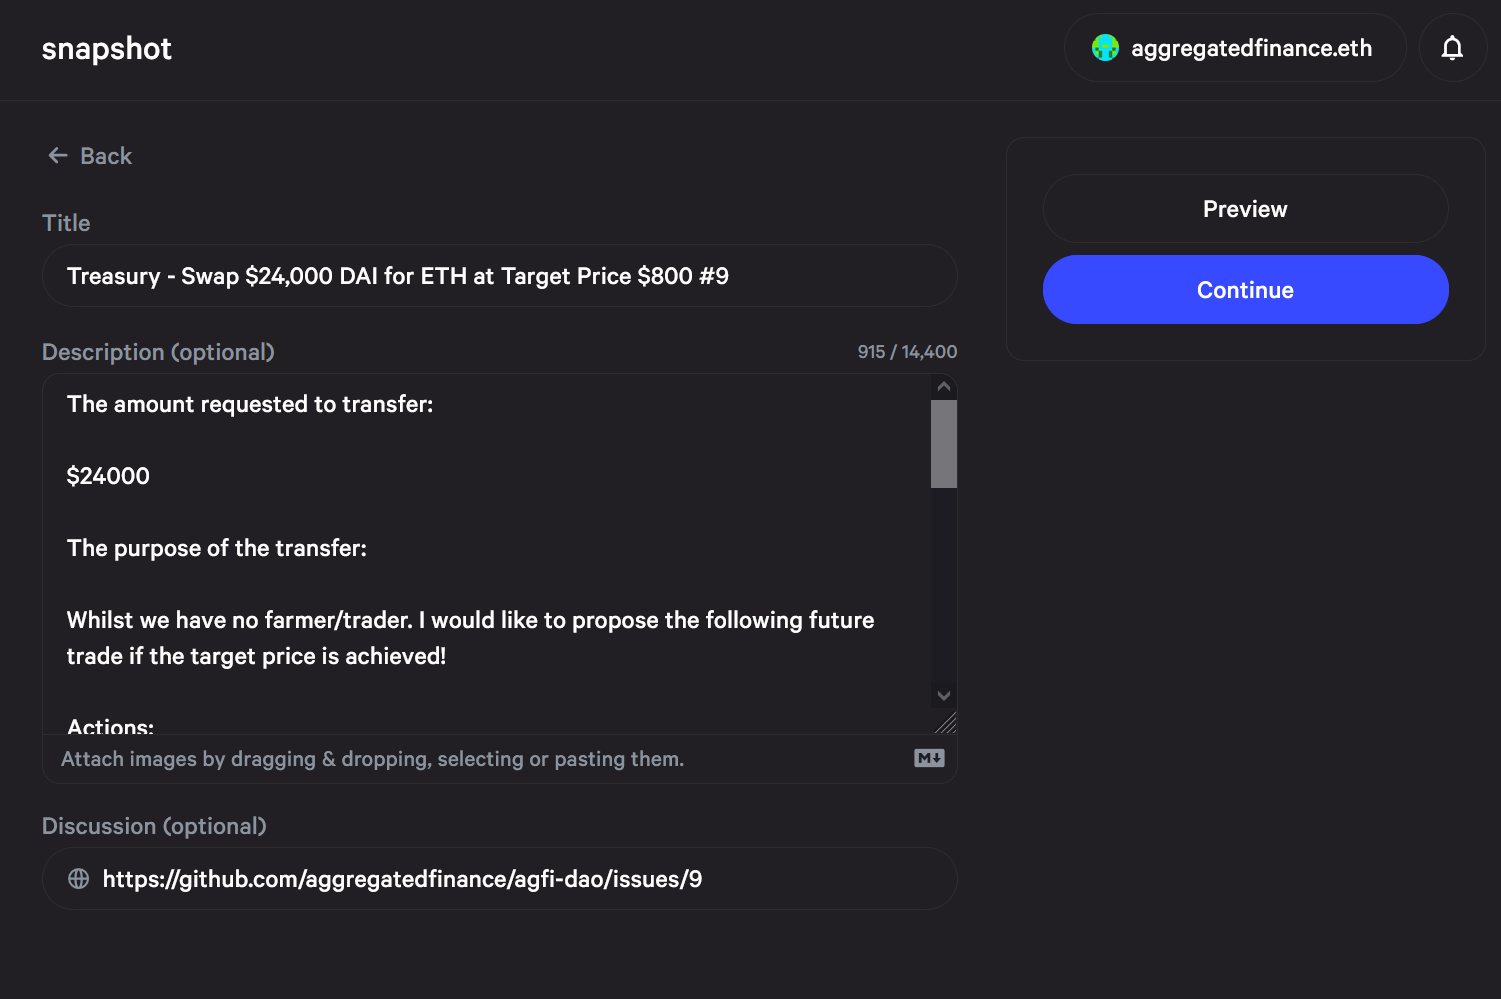 snapshot
aggregatedfinance.eth
Back
Title
Treasury - Swap $24,000 DAI for ETH at Target Price $800 #9
Preview
Continue
Description (optional)
915 / 14,400
The amount requested to transfer:
$24000
The purpose of the transfer:
Whilst we have no farmer/trader. I would like to propose the following future
trade if the target price is achieved!
Actions:
Attach images by dragging & dropping, selecting or pasting them.
M
Discussion (optional)
https://github.com/aggregatedfinance/agfi-dao/issues/9